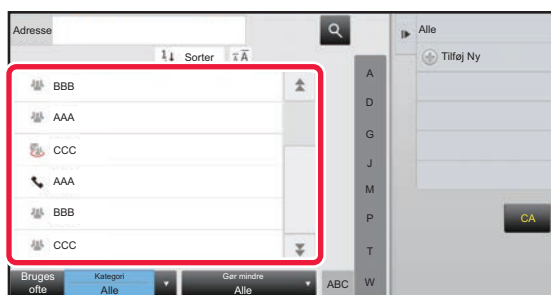 Adresse
Sorter
BBB
AAA
CCC
AAA
BBB
CCC
A
D
G
J
M
P
T
W
Bruges
ofte
Kategori
Alle
Gør mindre
Alle
ABC
Alle
Tilføj Ny
CA